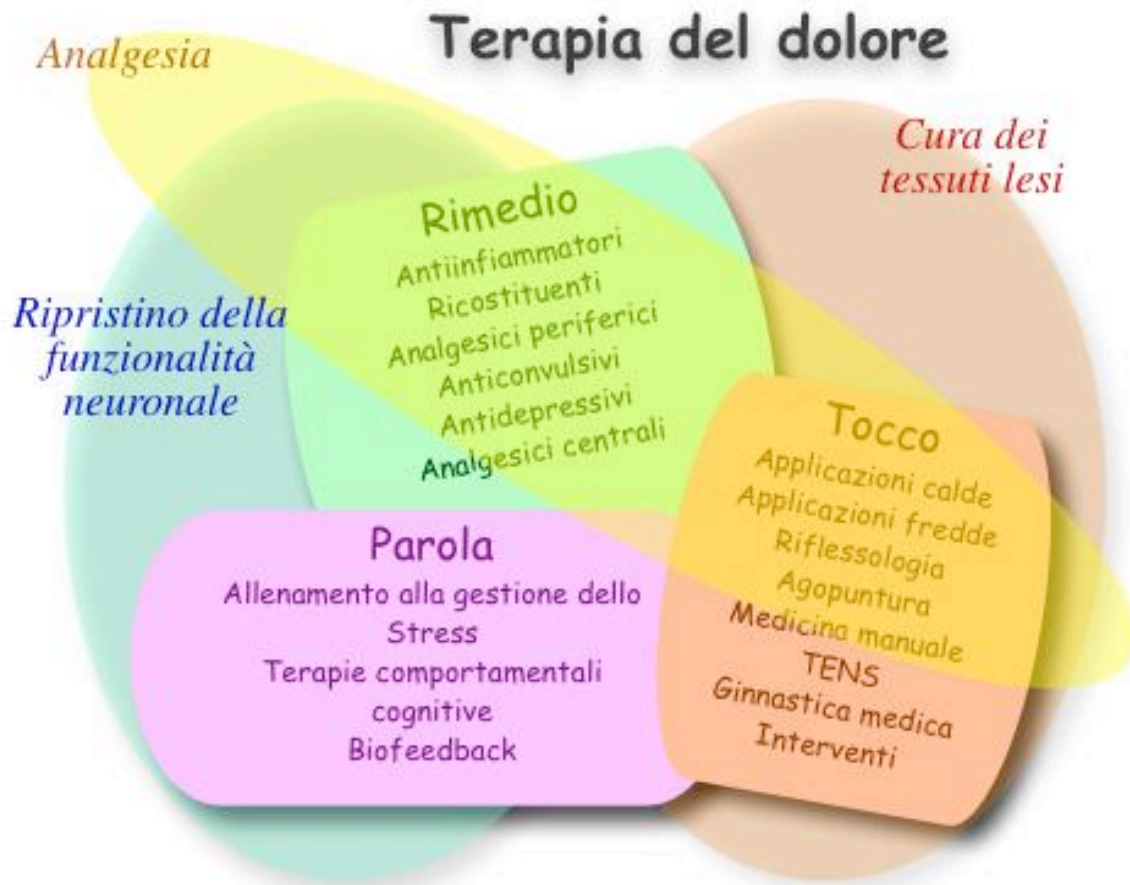 Terapia del dolore
Analgesia
Cura dei
tessuti lesi
Ripristino della
funzionalità
neuronale
Rimedio
Antiinfiammatori
Ricostituenti
Analgesici periferici
Anticonvulsivi
Antidepressivi
Analgesici centrali
Tocco
Applicazioni calde
Applicazioni fredde
Riflessologia
Agopuntura
Medicina manuale
TENS
Ginnastica medica
Interventi
Parola
Allenamento alla gestione dello
Stress
Terapie comportamentali
cognitive
Biofeedback